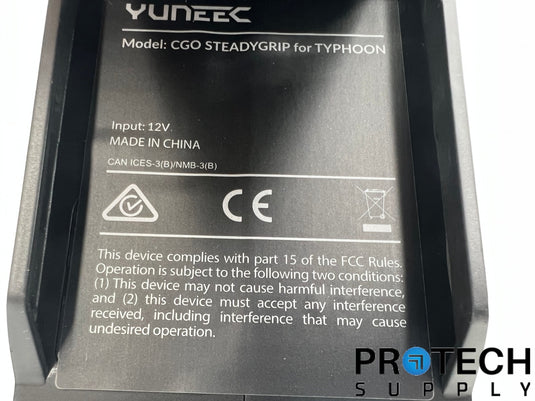 YUNEEC
Model: CGO STEADYGRIP for TYPHOON
Input: 12V
MADE IN CHINA
CAN ICES-3(B)/NMB-3(B)
CE
This device complies with part 15 of the FCC Rules.
Operation is subject to the following two conditions:
(1) This device may not cause harmful interference,
and (2) this device must accept any interference
received, including interference that may cause
undesired operation.
PROTECH
SUPPLY